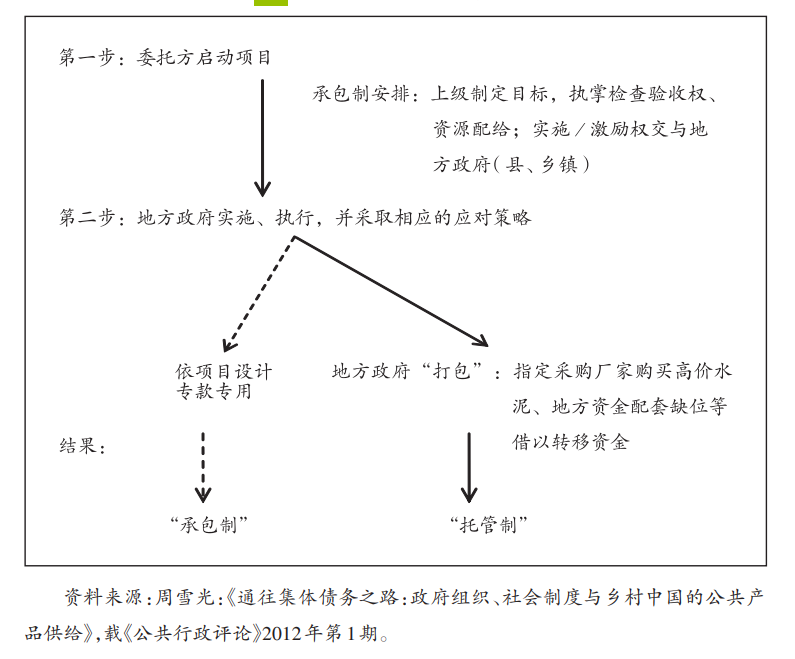 第一步：委托方启动项目
承包制安排：上级制定目标，执掌检查验收权、
资源配给；实施/激励权交与地
方政府（县、乡镇）
第二步：地方政府实施、执行，并采取相应的应对策略
依项目设计
专款专用
地方政府“打包”：指定采购厂家购买高价水
泥、地方资金配套缺位等
借以转移资金
结果：
“承包制”
“托管制”
资料来源：周雪光：《通往集体债务之路：政府组织、社会制度与乡村中国的公共产
品供给》，载《公共行政评论》2012年第1期。